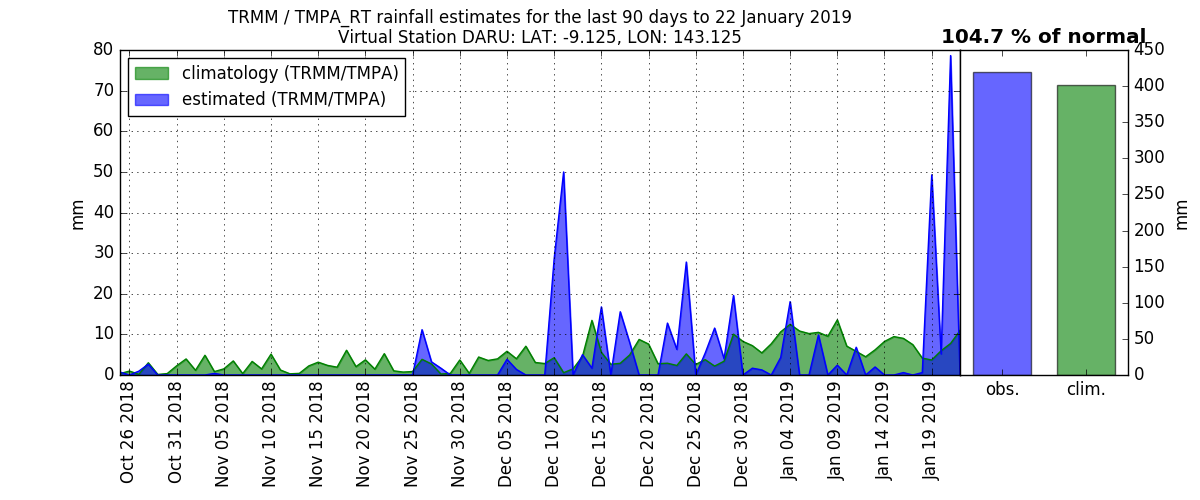 TRMM / TMPA_RT rainfall estimates for the last 90 days to 22 January 2019
Virtual Station DARU: LAT: -9.125, LON: 143.125
104.7 % of normal
climatology (TRMM/TMPA)
estimated (TRMM/TMPA)
mm
80
70
60
50
40
30
20
10
0
Oct 26 2018
Oct 31 2018
Nov 05 2018
Nov 10 2018
Nov 15 2018
Nov 20 2018
Nov 25 2018
Nov 30 2018
Dec 05 2018
Dec 10 2018
Dec 15 2018
Dec 20 2018
Dec 25 2018
Dec 30 2018
Jan 04 2019
Jan 09 2019
Jan 14 2019
Jan 19 2019
obs.
clim.
450
400
350
300
250
200
150
100
50
0
mm